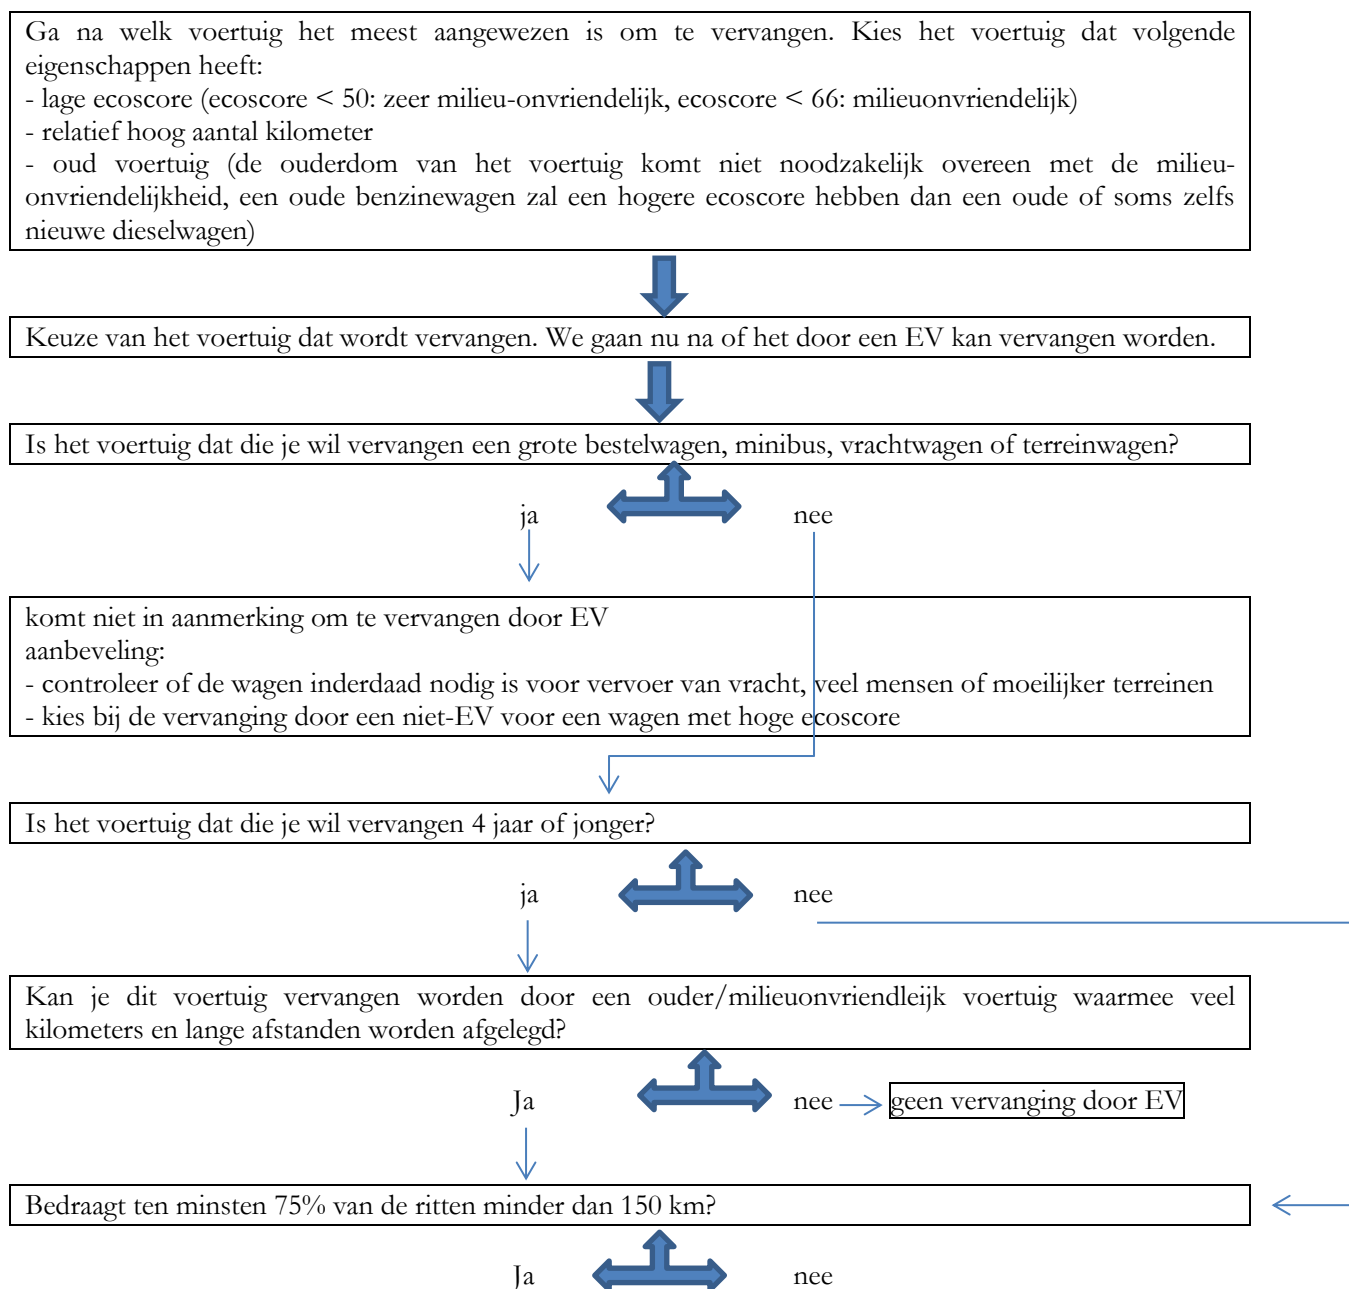 Ga na welk voertuig het meest aangewezen is om te vervangen. Kies het voertuig dat volgende
eigenschappen heeft:
- lage ecoscore (ecoscore < 50: zeer milieu-onvriendelijk, ecoscore < 66: milieuonvriendelijk)
- relatief hoog aantal kilometer
- oud voertuig (de ouderdom van het voertuig komt niet noodzakelijk overeen met de milieu-
onvriendelijkheid, een oude benzinewagen zal een hogere ecoscore hebben dan een oude of soms zelfs
nieuwe dieselwagen)
Keuze van het voertuig dat wordt vervangen. We gaan nu na of het door een EV kan vervangen worden.
Is het voertuig dat die je wil vervangen een grote bestelwagen, minibus, vrachtwagen of terreinwagen?
ja nee
komt niet in aanmerking om te vervangen door EV
aanbeveling:
- controleer of de wagen inderdaad nodig is voor vervoer van vracht, veel mensen of moeilijker terreinen
- kies bij de vervanging door een niet-EV voor een wagen met hoge ecoscore
Is het voertuig dat die je wil vervangen 4 jaar of jonger?
ja nee
Kan je dit voertuig vervangen worden door een ouder/milieuonvriendleijk voertuig waarmee veel
kilometers en lange afstanden worden afgelegd?
Ja nee geen vervanging door EV
Bedraagt ten minsten 75% van de ritten minder dan 150 km?
Ja nee